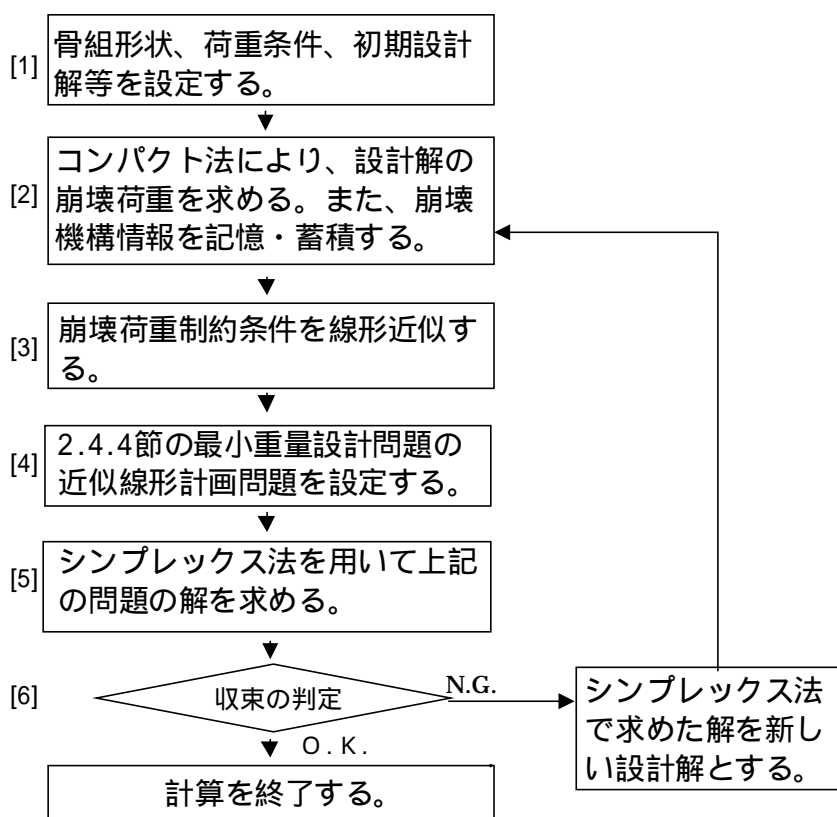 [1]
骨組形状、荷重条件、初期設計
解等を設定する。
[2]
コンパクト法により、設計解の
崩壊荷重を求める。また、崩壊
機構情報を記憶・蓄積する。
[3]
崩壊荷重制約条件を線形近似す
る。
[4]
2.4.4節の最小重量設計問題の
近似線形計画問題を設定する。
[5]
シンプレックス法を用いて上記
の問題の解を求める。
[6]
収束の判定
N.G.
シンプレックス法
で求めた解を新し
い設計解とする。
O.K.
計算を終了する。